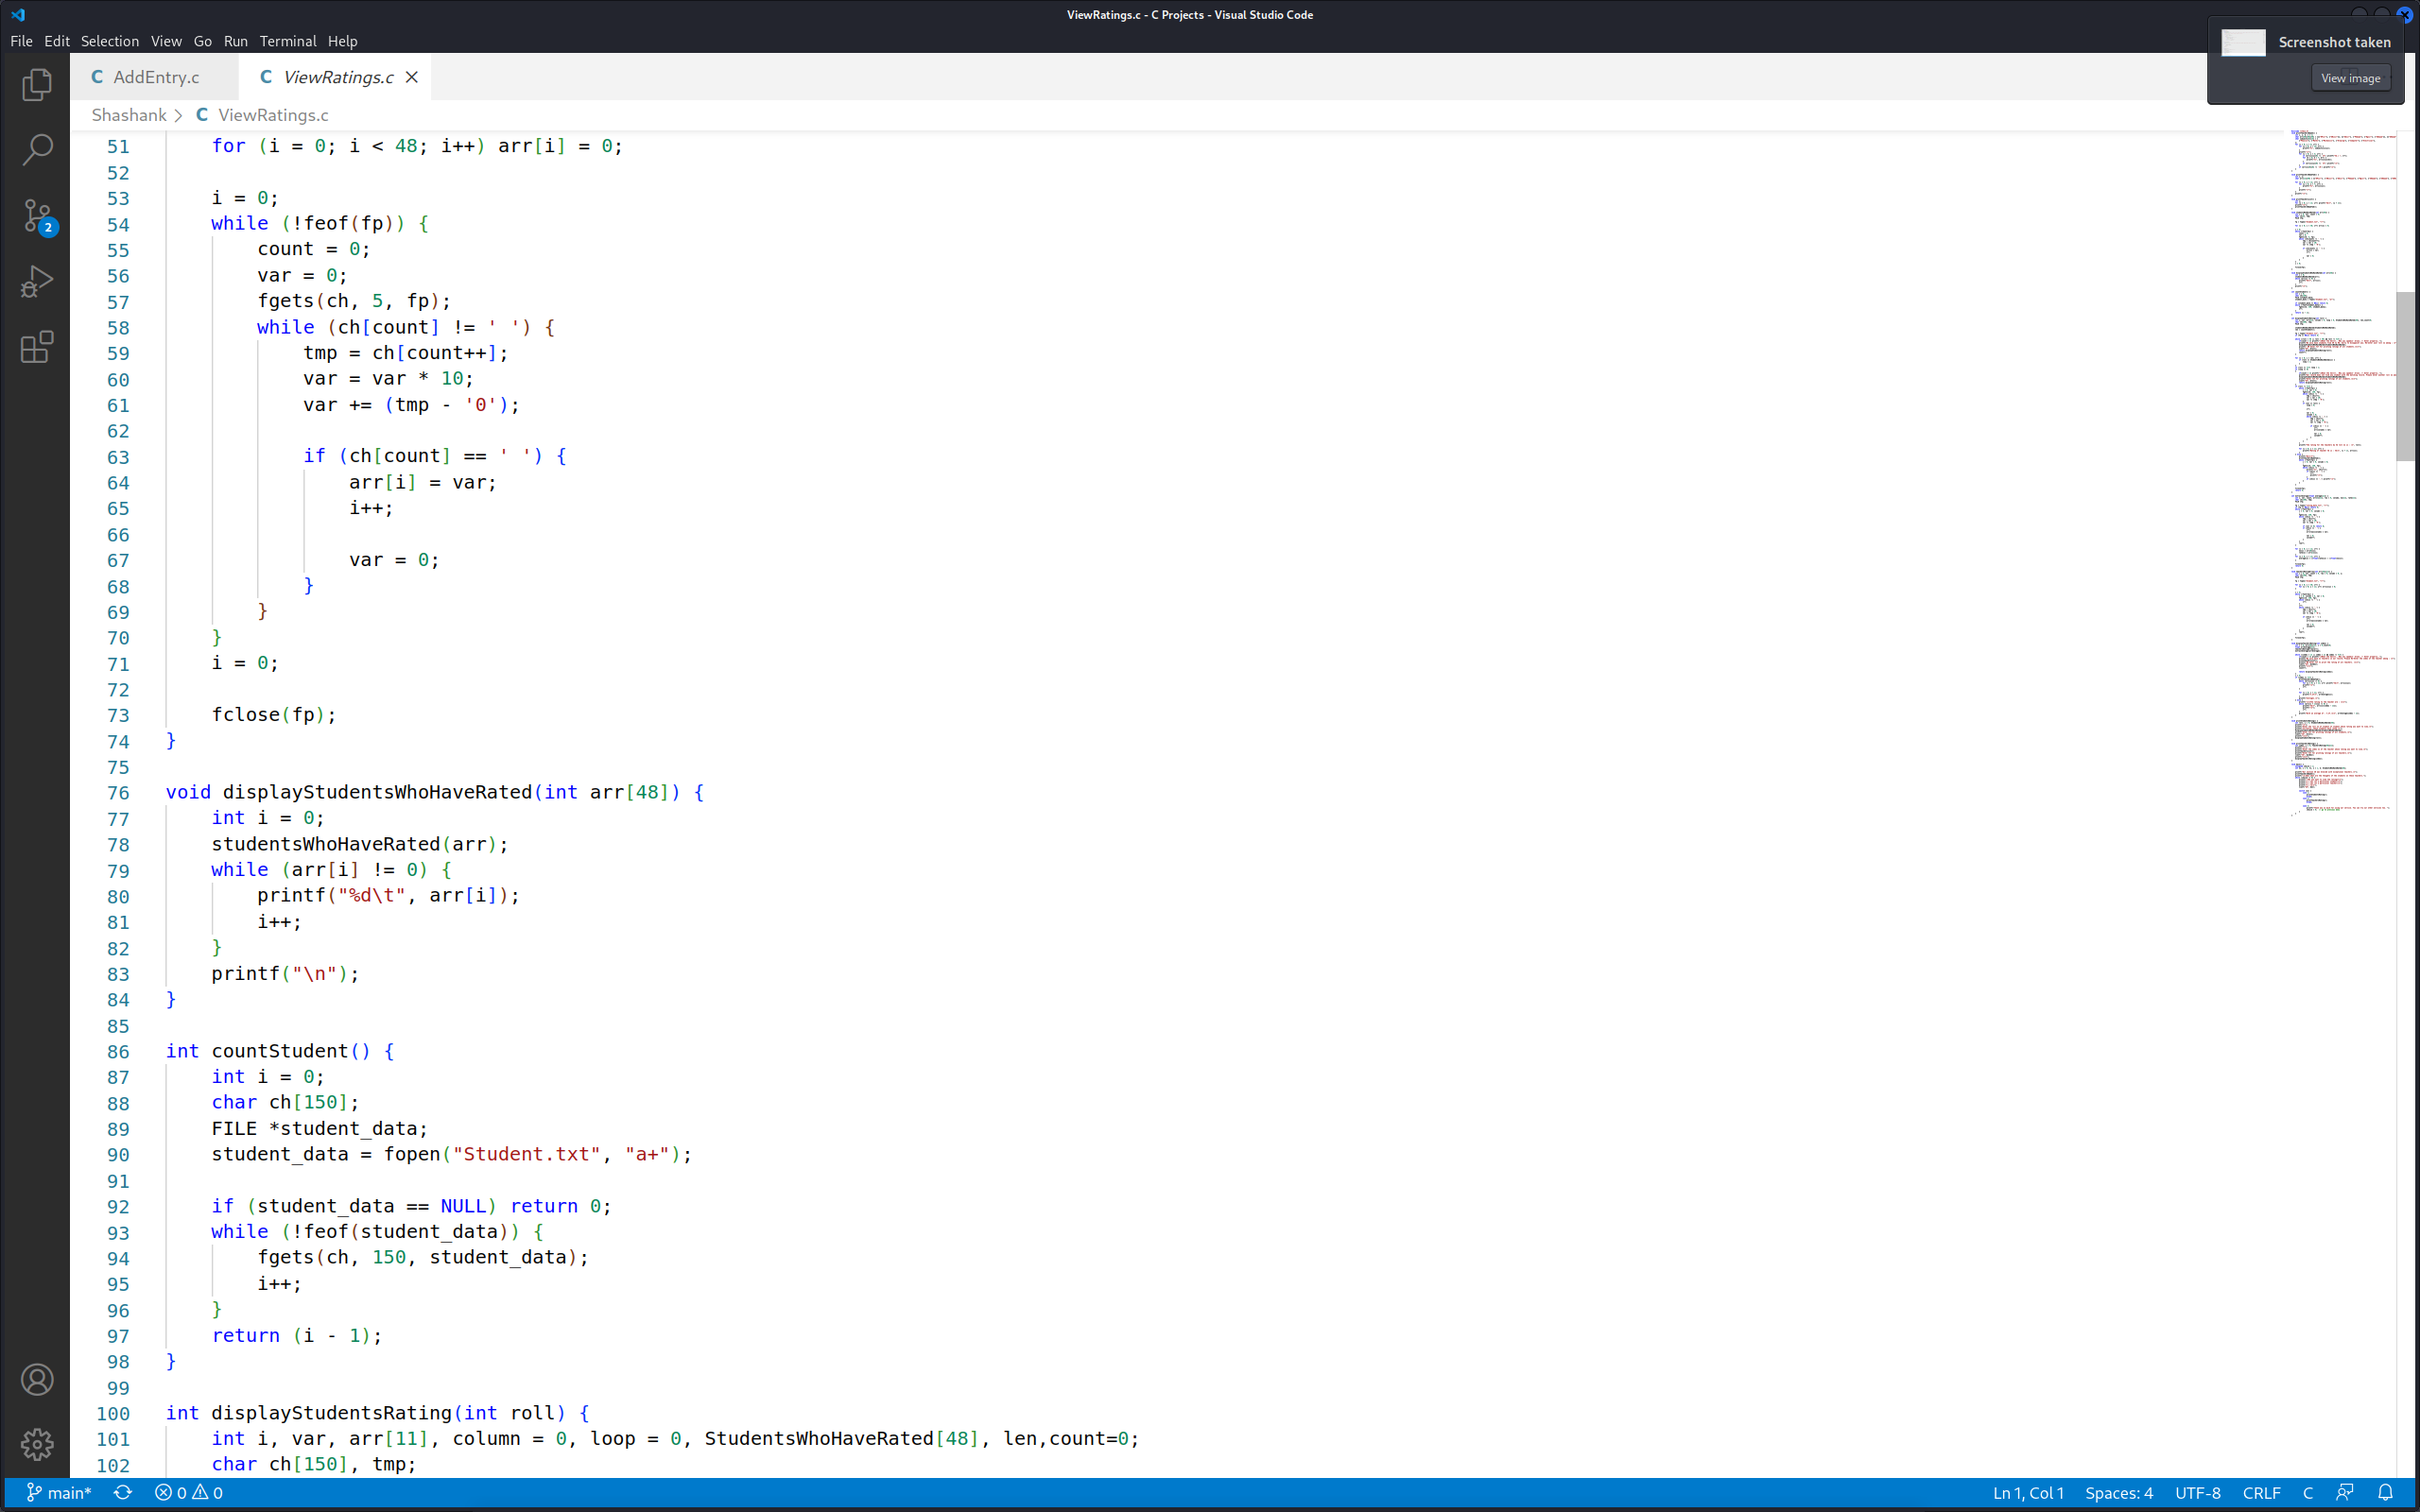 ViewRatings.c - C Projects - Visual Studio Code
File Edit Selection View Go Run Terminal Help
Screenshot taken
View image
C AddEntry.c
C ViewRatings.c
Shashank > C ViewRatings.c
2
51 for (i = 0; i < 48; i++) arr[i] = 0;
52
53 i = 0;
54 while (!feof(fp)) {
55 count = 0;
56 var = 0;
57 fgets(ch, 5, fp);
58 while (ch[count] != ' ') {
59 tmp = ch[count++];
60 var = var * 10;
61 var += (tmp - '0');
62
63 if (ch[count] == ' ') {
64 arr[i] = var;
65 i++;
66
67 var = 0;
68 }
69 }
70 }
71 i = 0;
72
73 fclose(fp);
74 }
75
76 void displayStudentsWhoHaveRated(int arr[48]) {
77 int i = 0;
78 studentsWhoHaveRated(arr);
79 while (arr[i] != 0) {
80 printf("%d\t", arr[i]);
81 i++;
82 }
83 printf("\n");
84 }
85
86 int countStudent() {
87 int i = 0;
88 char ch[150];
89 FILE *student_data;
90 student_data = fopen("Student.txt", "a+");
91
92 if (student_data == NULL) return 0;
93 while (!feof(student_data)) {
94 fgets(ch, 150, student_data);
95 i++;
96 }
97 return (i - 1);
98 }
99
100 int displayStudentsRating(int roll) {
101 int i, var, arr[11], column = 0, loop = 0, StudentsWhoHaveRated[48], len,count=0;
102 char ch[150], tmp;
main* 0 0 Ln 1, Col 1 Spaces: 4 UTF-8 CRLF C